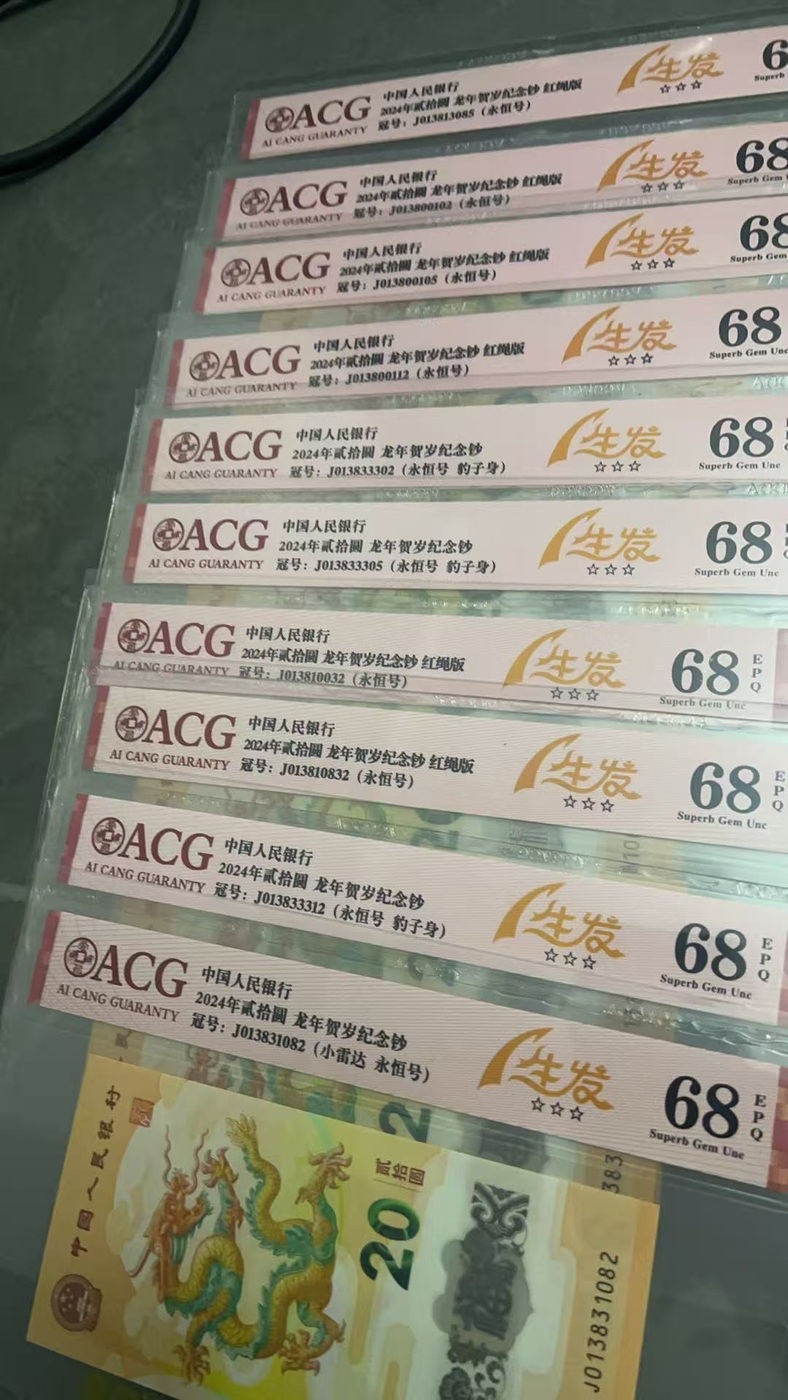 ACG
AI CANG GUARANTY
中国人民银行
2024年贰拾圆 龙年贺岁纪念钞 红绳版
冠号：J013813085（永恒号）
一生发
☆☆☆
ACG
AI CANG GUARANTY
中国人民银行
2024年贰拾圆 龙年贺岁纪念钞 红绳版
冠号：J013800102（永恒号）
一生发
☆☆☆
68
Superb Gem
ACG
AI CANG GUARANTY
中国人民银行
2024年贰拾圆 龙年贺岁纪念钞 红绳版
冠号：J013800105（永恒号）
一生发
☆☆☆
68
Superb Gem
ACG
AI CANG GUARANTY
中国人民银行
2024年贰拾圆 龙年贺岁纪念钞 红绳版
冠号：J013800112（永恒号）
一生发
☆☆☆
68
Superb Gem Unc
ACG
AI CANG GUARANTY
中国人民银行
2024年贰拾圆 龙年贺岁纪念钞
冠号：J013833302（永恒号 豹子身）
一生发
☆☆☆
68
Superb Gem Unc
ACG
AI CANG GUARANTY
中国人民银行
2024年贰拾圆 龙年贺岁纪念钞
冠号：J013833305（永恒号 豹子身）
一生发
☆☆☆
68
Superb Gem Unc
ACG
AI CANG GUARANTY
中国人民银行
2024年贰拾圆 龙年贺岁纪念钞 红绳版
冠号：J013810032（永恒号）
一生发
☆☆☆
68
EPQ
Superb Gem Unc
ACG
AI CANG GUARANTY
中国人民银行
2024年贰拾圆 龙年贺岁纪念钞 红绳版
冠号：J013810832（永恒号）
一生发
☆☆☆
68
EPQ
Superb Gem Unc
ACG
AI CANG GUARANTY
中国人民银行
2024年贰拾圆 龙年贺岁纪念钞
冠号：J013833312（永恒号 豹子身）
一生发
☆☆☆
68
EPQ
Superb Gem Unc
ACG
AI CANG GUARANTY
中国人民银行
2024年贰拾圆 龙年贺岁纪念钞
冠号：J013831082（小雷达 永恒号）
一生发
☆☆☆
68
EPQ
Superb Gem Unc
中国人民银行
贰拾圆
20
J013831082